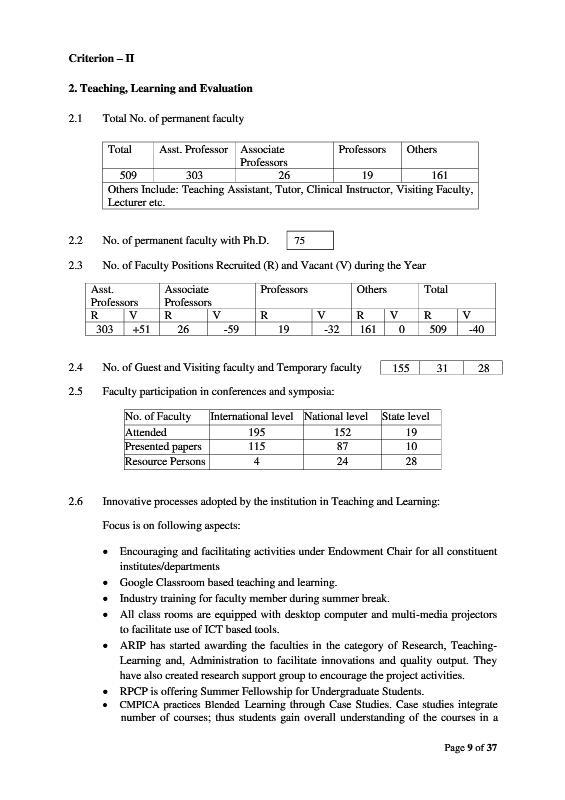 Criterion – II
2. Teaching, Learning and Evaluation
2.1 Total No. of permanent faculty
Total Asst. Professor Associate Professors Professors Others
509 303 26 19 161
Others Include: Teaching Assistant, Tutor, Clinical Instructor, Visiting Faculty,
Lecturer etc.
2.2 No. of permanent faculty with Ph.D. 75
2.3 No. of Faculty Positions Recruited (R) and Vacant (V) during the Year
Asst. Professors Associate Professors Professors Others Total
R V R V R V R V R V
303 +51 26 -59 19 -32 161 0 509 -40
2.4 No. of Guest and Visiting faculty and Temporary faculty 155 31 28
2.5 Faculty participation in conferences and symposia:
No. of Faculty International level National level State level
Attended 195 152 19
Presented papers 115 87 10
Resource Persons 4 24 28
2.6 Innovative processes adopted by the institution in Teaching and Learning:
Focus is on following aspects:
• Encouraging and facilitating activities under Endowment Chair for all constituent
institutes/departments
• Google Classroom based teaching and learning.
• Industry training for faculty member during summer break.
• All class rooms are equipped with desktop computer and multi-media projectors
to facilitate use of ICT based tools.
• ARIP has started awarding the faculties in the category of Research, Teaching-
Learning and, Administration to facilitate innovations and quality output. They
have also created research support group to encourage the project activities.
• RPCP is offering Summer Fellowship for Undergraduate Students.
• CMPICA practices Blended Learning through Case Studies. Case studies integrate
number of courses; thus students gain overall understanding of the courses in a
Page 9 of 37